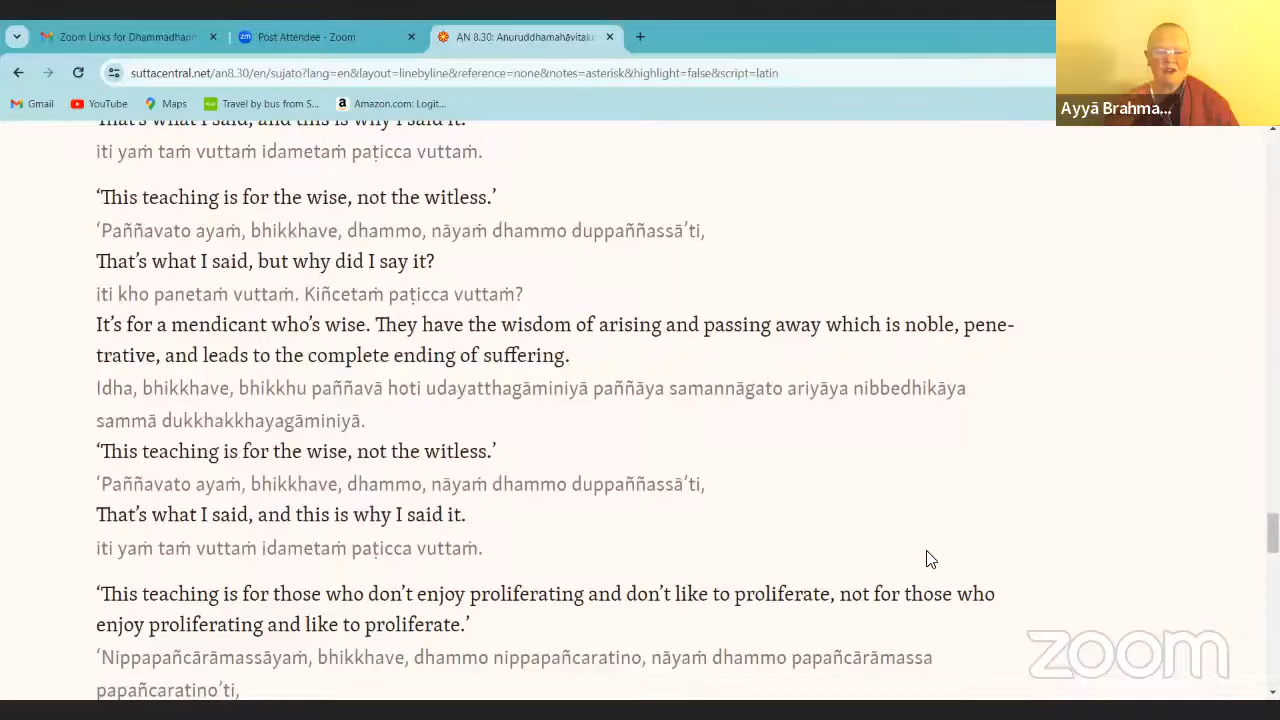 Zoom Links for Dhammadharin
Post Attendee - Zoom
AN 8.30: Anuruddhamahāvitakk
suttacentral.net/an8.30/en/sujato?lang=en&layout=linebyline&reference=none&notes=asterisk&highlight=false&script=latin
Gmail
YouTube
Maps
Travel by bus from S...
Amazon.com: Logit...
Ayyā Brahma...
That's what I said, and this is why I said it.
iti yaṁ taṁ vuttaṁ idametaṁ paṭicca vuttaṁ.
‘This teaching is for the wise, not the witless.’
‘Paññavato ayaṁ, bhikkhave, dhammo, nāyaṁ dhammo duppaññassā’ti,
That’s what I said, but why did I say it?
iti kho panetaṁ vuttaṁ. Kiñcetaṁ paṭicca vuttaṁ?
It’s for a mendicant who’s wise. They have the wisdom of arising and passing away which is noble, pene-
trative, and leads to the complete ending of suffering.
Idha, bhikkhave, bhikkhu paññavā hoti udayatthagāminiyā paññāya samannāgato ariyāya nibbedhikāya
sammā dukkhakkhayagāminiyā.
‘This teaching is for the wise, not the witless.’
‘Paññavato ayaṁ, bhikkhave, dhammo, nāyaṁ dhammo duppaññassā’ti,
That’s what I said, and this is why I said it.
iti yaṁ taṁ vuttaṁ idametaṁ paṭicca vuttaṁ.
‘This teaching is for those who don’t enjoy proliferating and don’t like to proliferate, not for those who
enjoy proliferating and like to proliferate.’
‘Nippapañcārāmassāyaṁ, bhikkhave, dhammo nippapañcaratino, nāyaṁ dhammo papañcārāmassa
papañcaratino’ti,
zoom